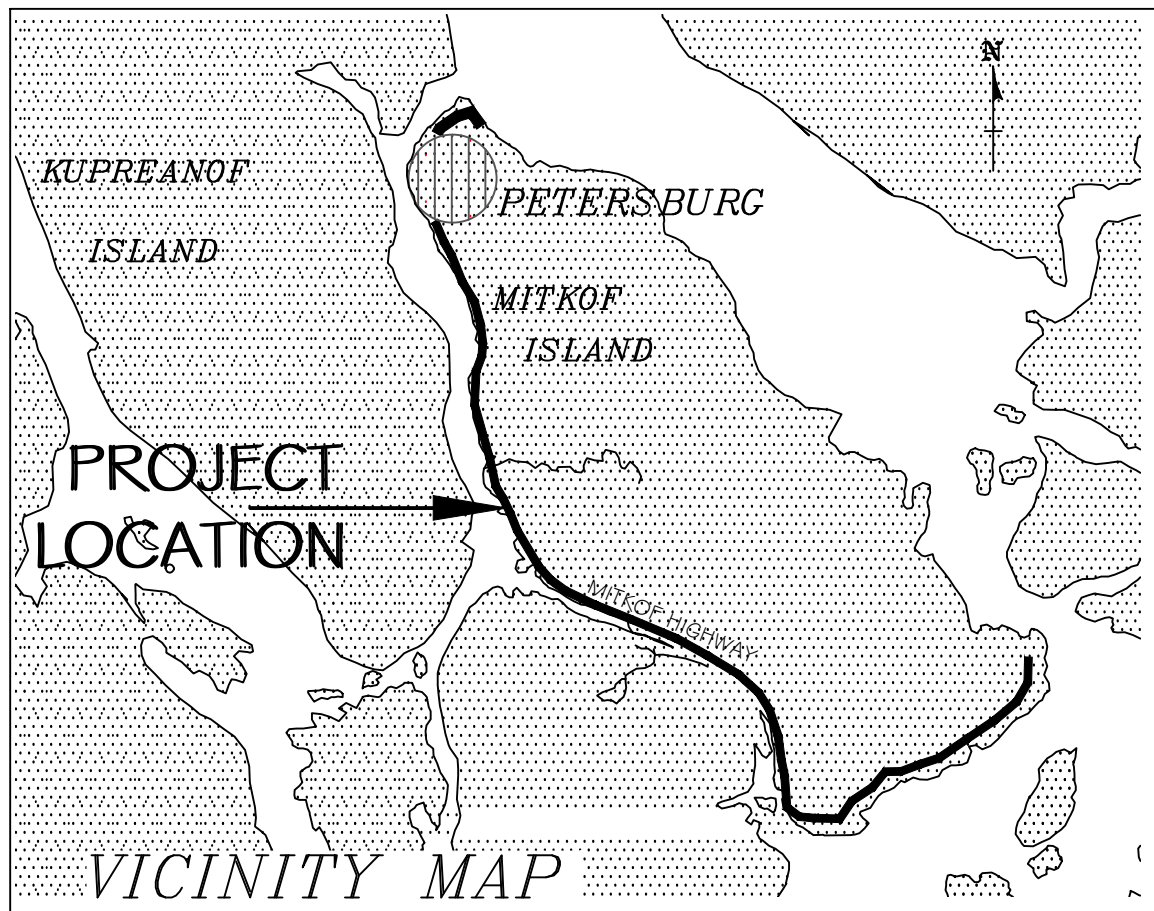 N
KUPREANOF
ISLAND
PETERSBURG
MITKOF
ISLAND
PROJECT
LOCATION
MITKOF HIGHWAY
VICINITY MAP